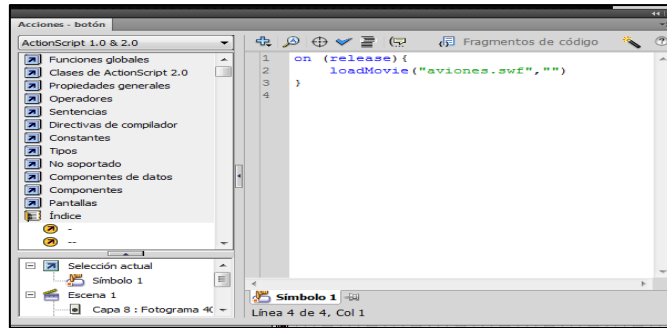 Acciones - botón
ActionScript 1.0 & 2.0
Funciones globales
Clases de ActionScript 2.0
Propiedades generales
Operadores
Sentencias
Directivas de compilador
Constantes
Tipos
No soportado
Componentes de datos
Componentes
Pantallas
Índice
-
--
Selección actual
Símbolo 1
Escena 1
Capa 8 : Fotograma 4
Fragmentos de código
1 on (release){
2 loadMovie("aviones.swf","")
3 }
4
Símbolo 1
Línea 4 de 4, Col 1